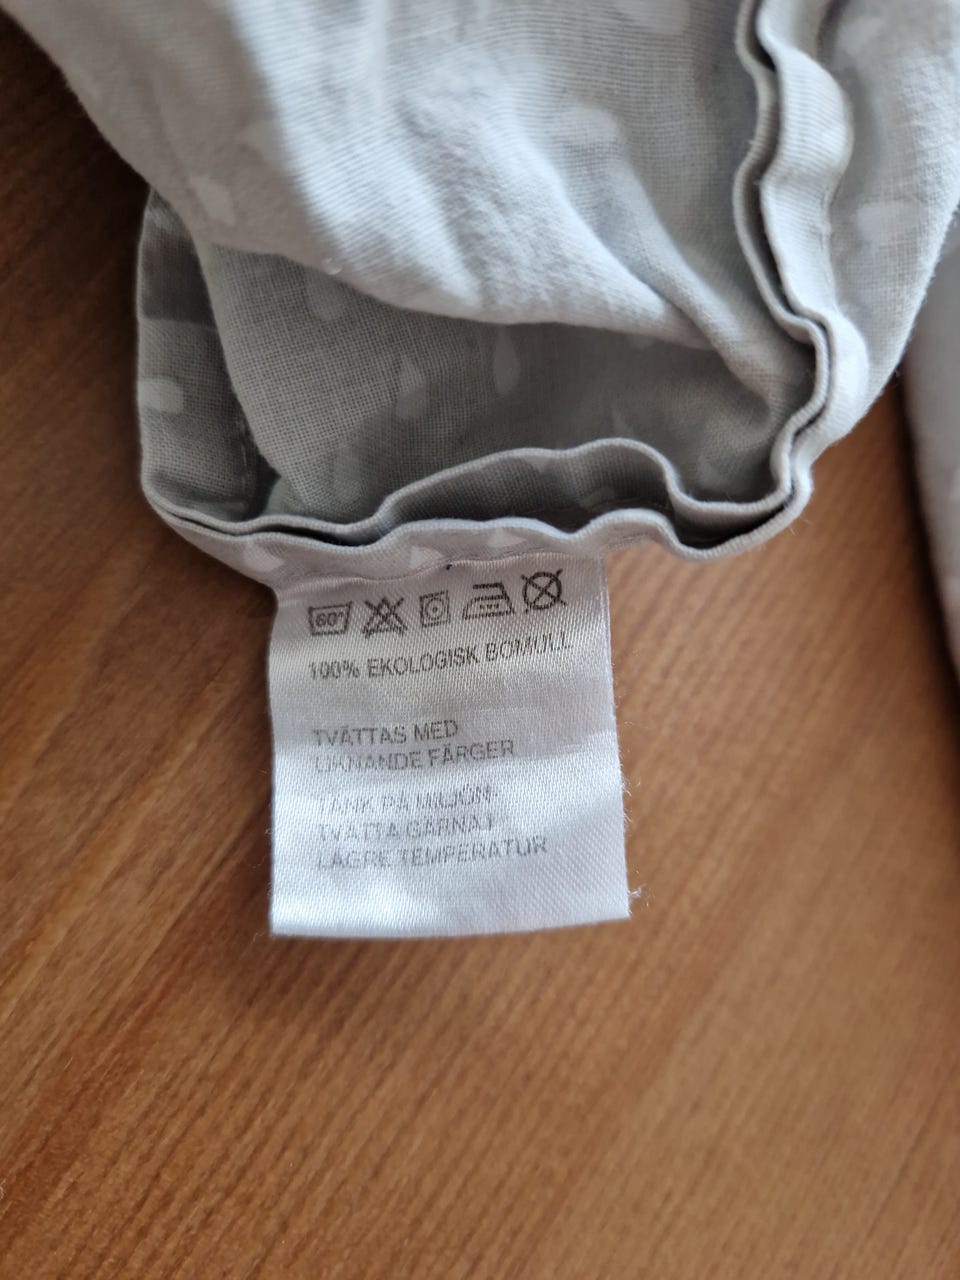 60°
100% EKOLOGISK BOMULL
TVÄTTAS MED
LIKNANDE FÄRGER
TÄNK PÅ MILJÖN
TVÄTTA GÄRNA I
LÄGRE TEMPERATUR